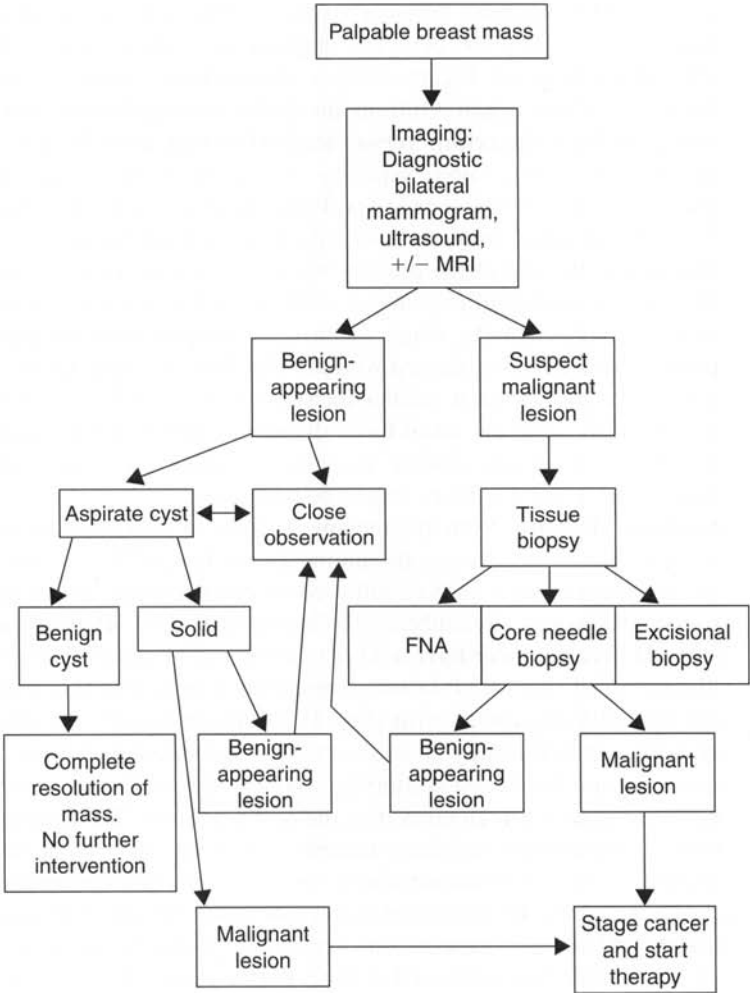 Palpable breast mass
Imaging:
Diagnostic
bilateral
mammogram,
ultrasound,
+/− MRI
Benign-
appearing
lesion
Suspect
malignant
lesion
Aspirate cyst
Close
observation
Tissue
biopsy
Benign
cyst
Solid
FNA
Core needle
biopsy
Excisional
biopsy
Complete
resolution of
mass.
No further
intervention
Benign-
appearing
lesion
Benign-
appearing
lesion
Malignant
lesion
Malignant
lesion
Stage cancer
and start
therapy